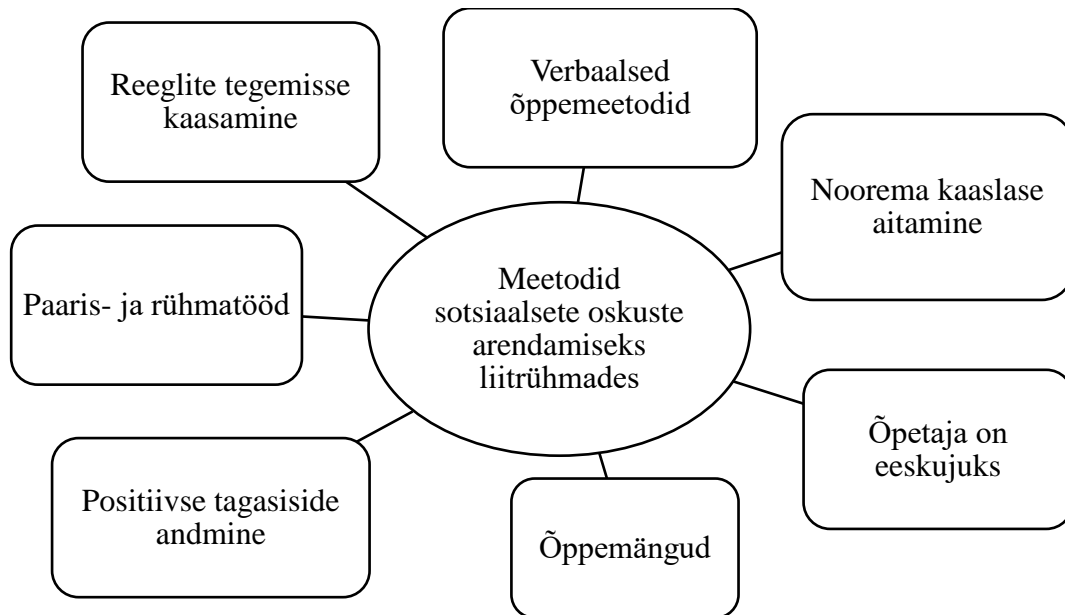 Reeglite tegemisse
kaasamine
Verbaalsed
õppemeetodid
Noorema kaaslase
aitamine
Paaris- ja rühmatööd
Meetodid
sotsiaalsete oskuste
arendamiseks
liitrühmades
Õpetaja on
eeskujuks
Positiivse tagasiside
andmine
Õppemängud